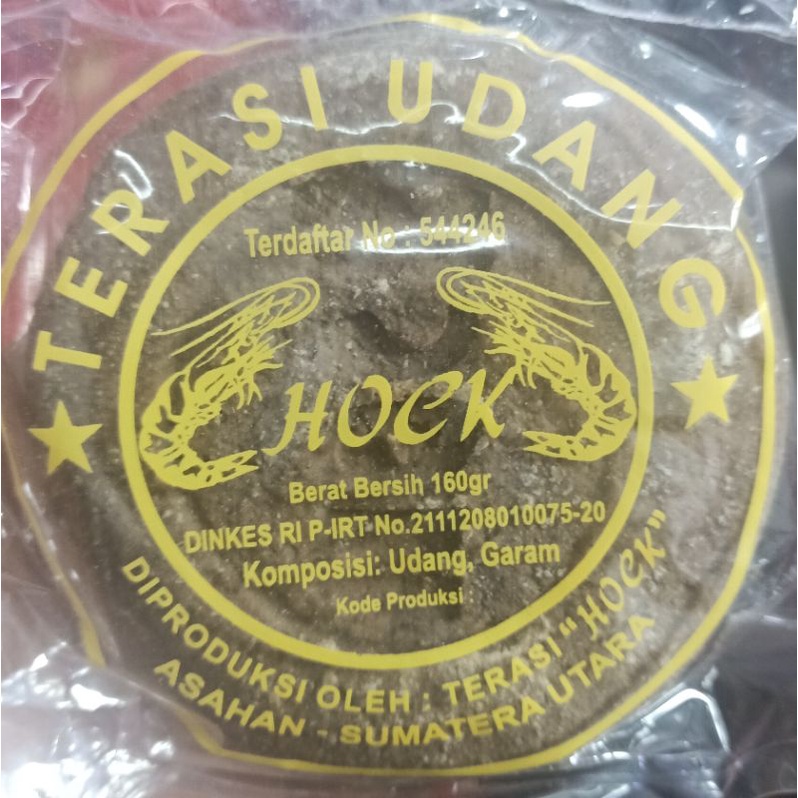 TERASI UDANG
Terdaftar No : 544246
HOCK
Berat Bersih 160gr
DINKES RI P-IRT No.2111208010075-20
Komposisi: Udang, Garam
Kode Produksi :
DIPRODUKSI OLEH : TERASI "HOCK"
ASAHAN - SUMATERA UTARA